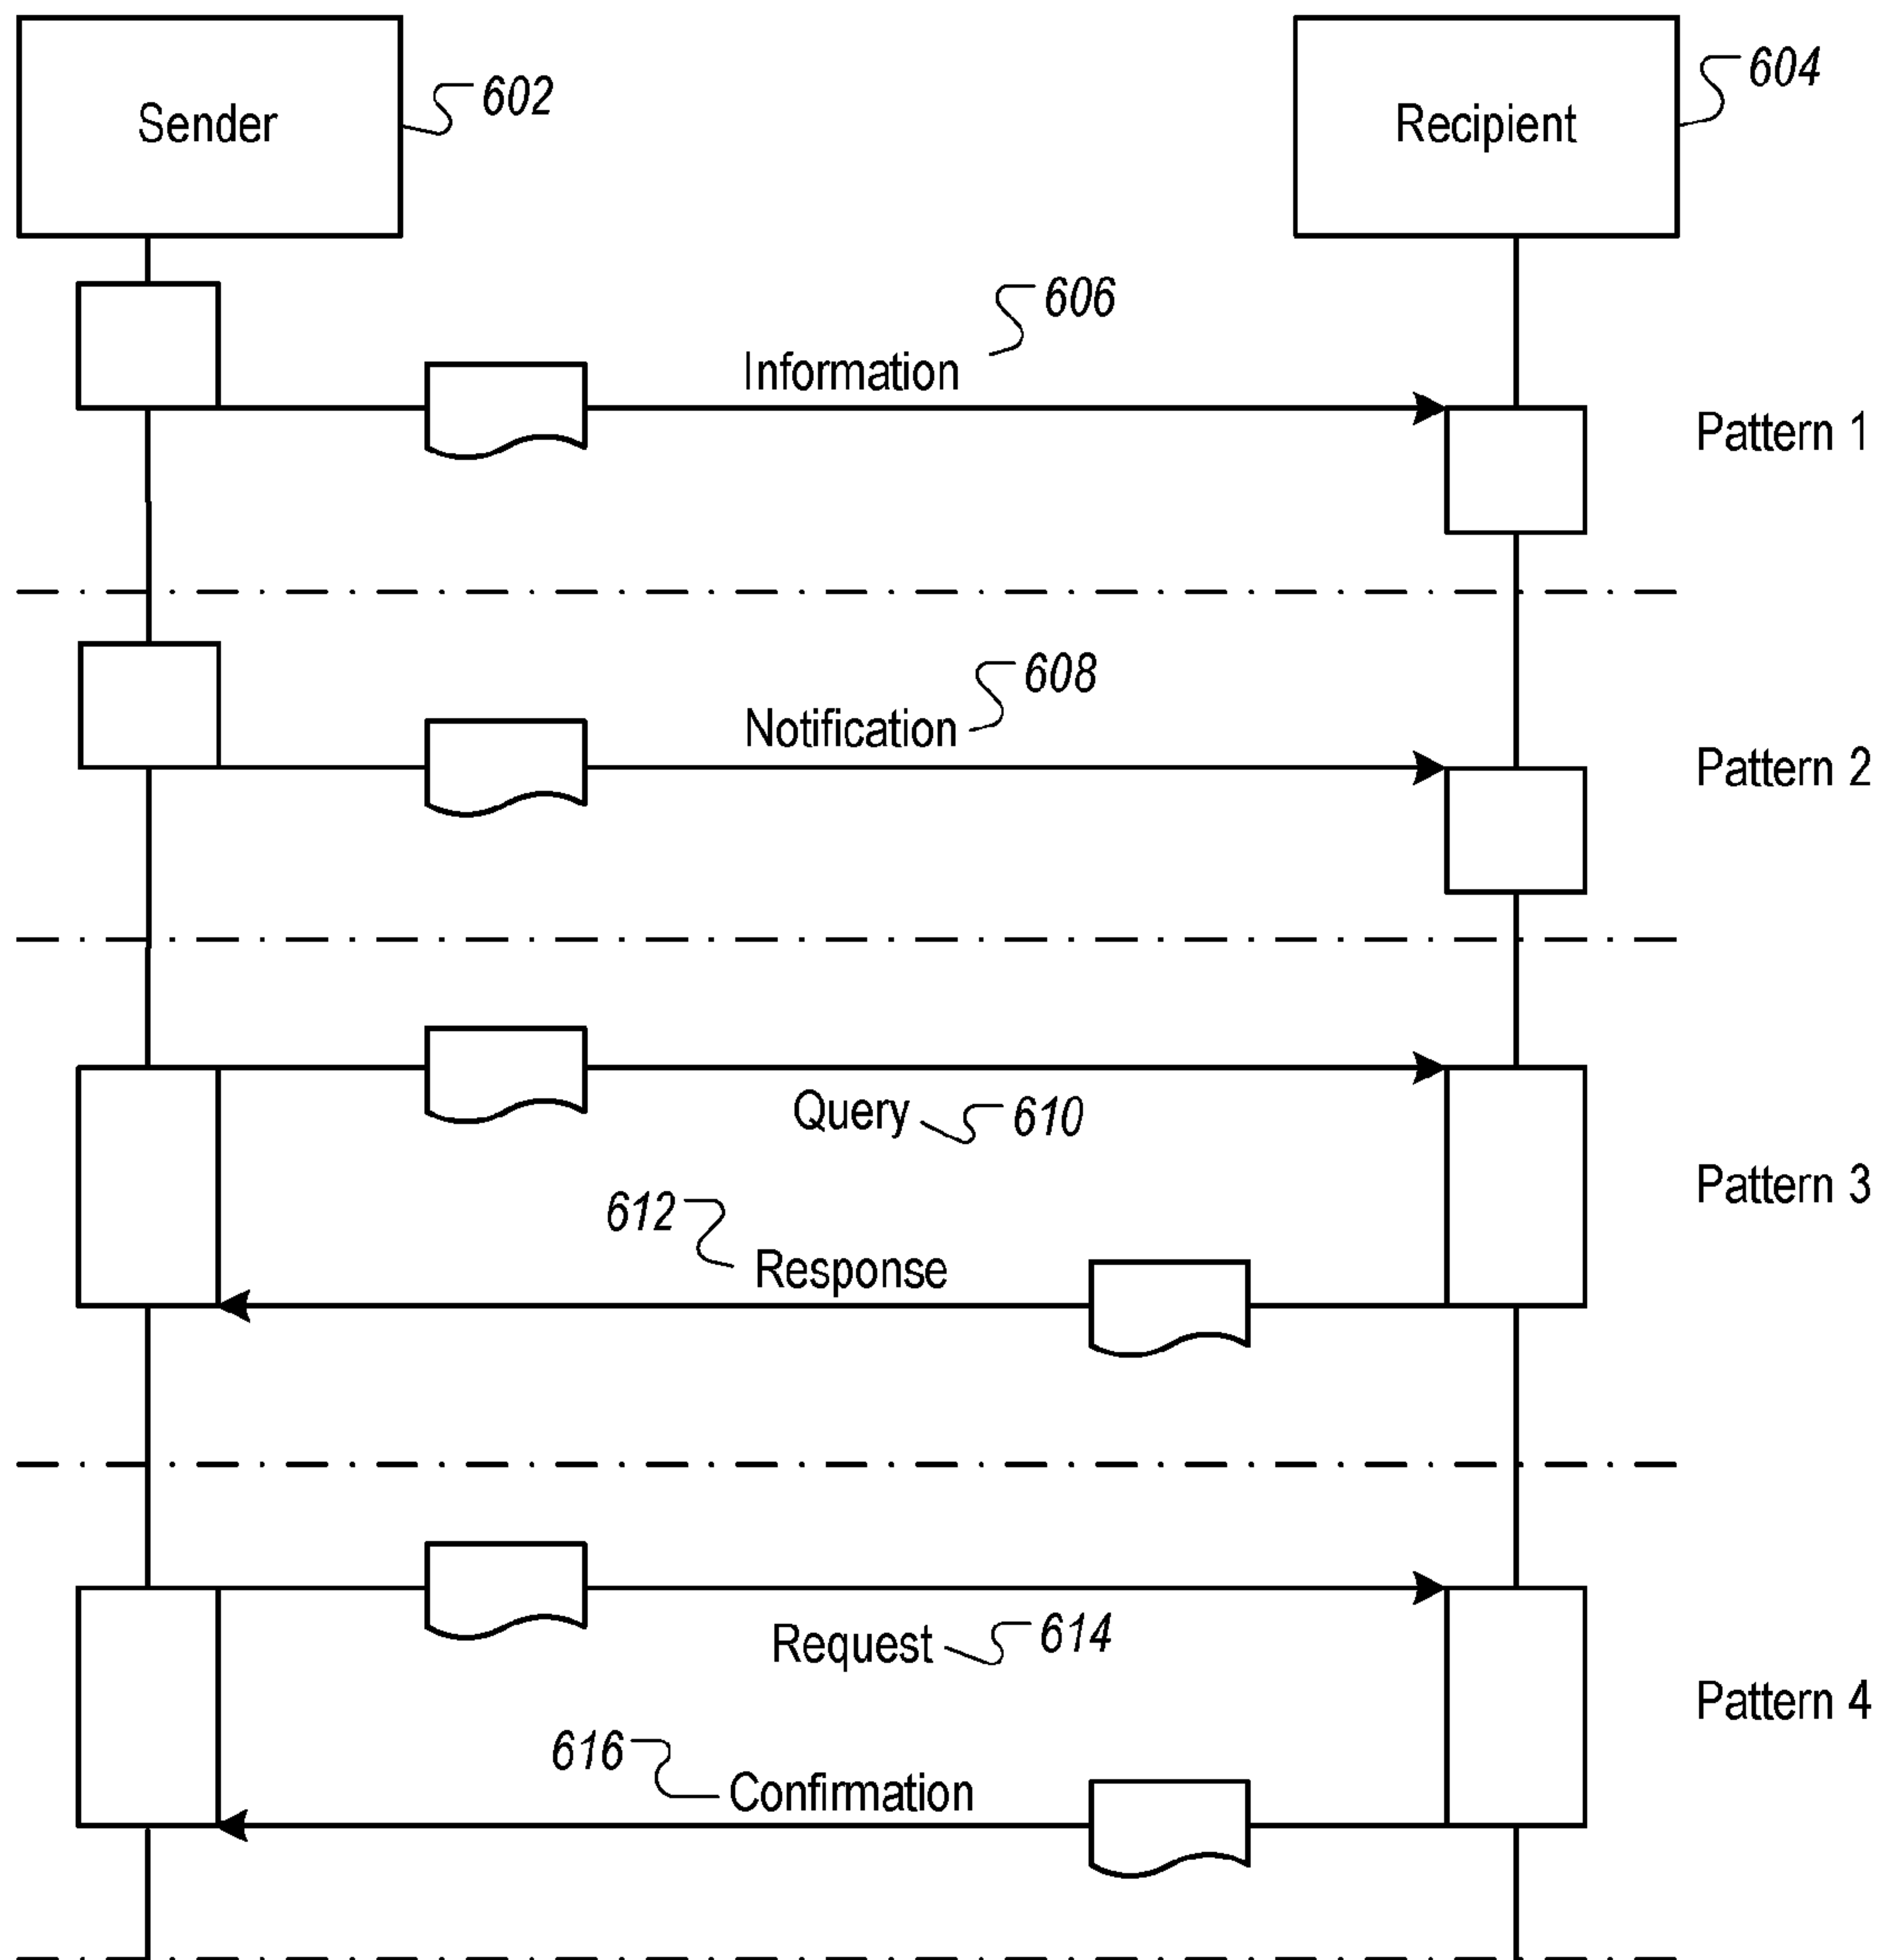 Sender
602
Recipient
604
606
Information
Pattern 1
608
Notification
Pattern 2
Query
610
Pattern 3
612
Response
Request
614
Pattern 4
616
Confirmation